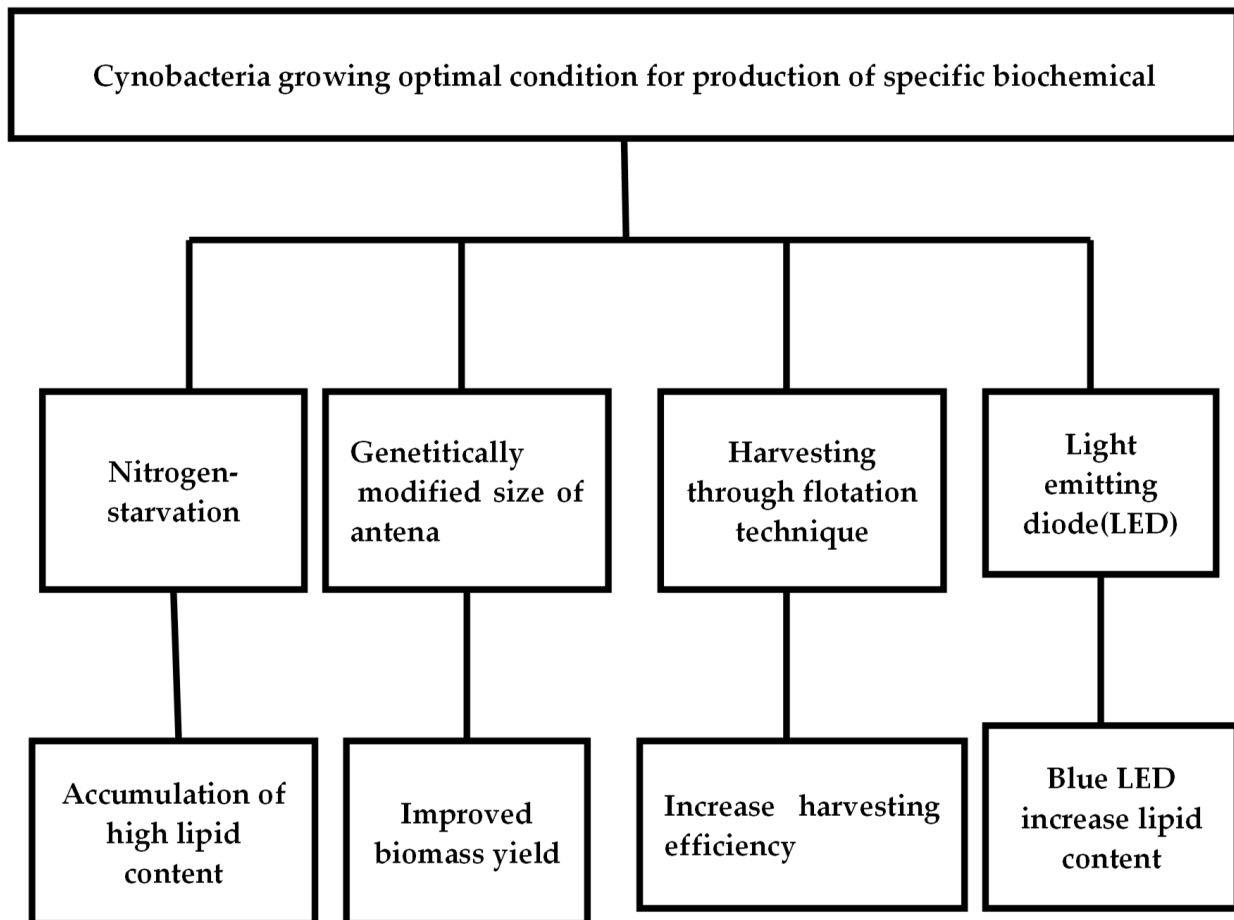 Cynobacteria growing optimal condition for production of specific biochemical
Nitrogen-
starvation
Genetitically
modified size of
antena
Harvesting
through flotation
technique
Light
emitting
diode(LED)
Accumulation of
high lipid
content
Improved
biomass yield
Increase harvesting
efficiency
Blue LED
increase lipid
content